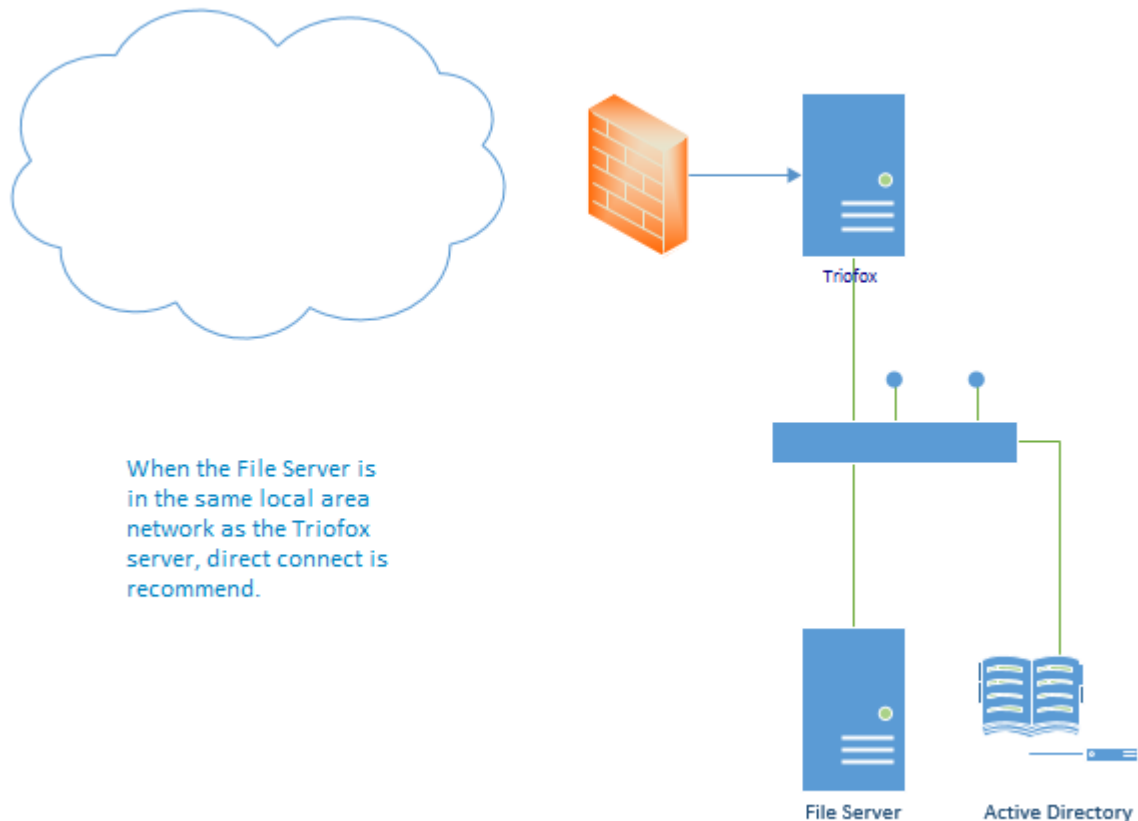 Triofox
When the File Server is
in the same local area
network as the Triofox
server, direct connect is
recommend.
File Server
Active Directory